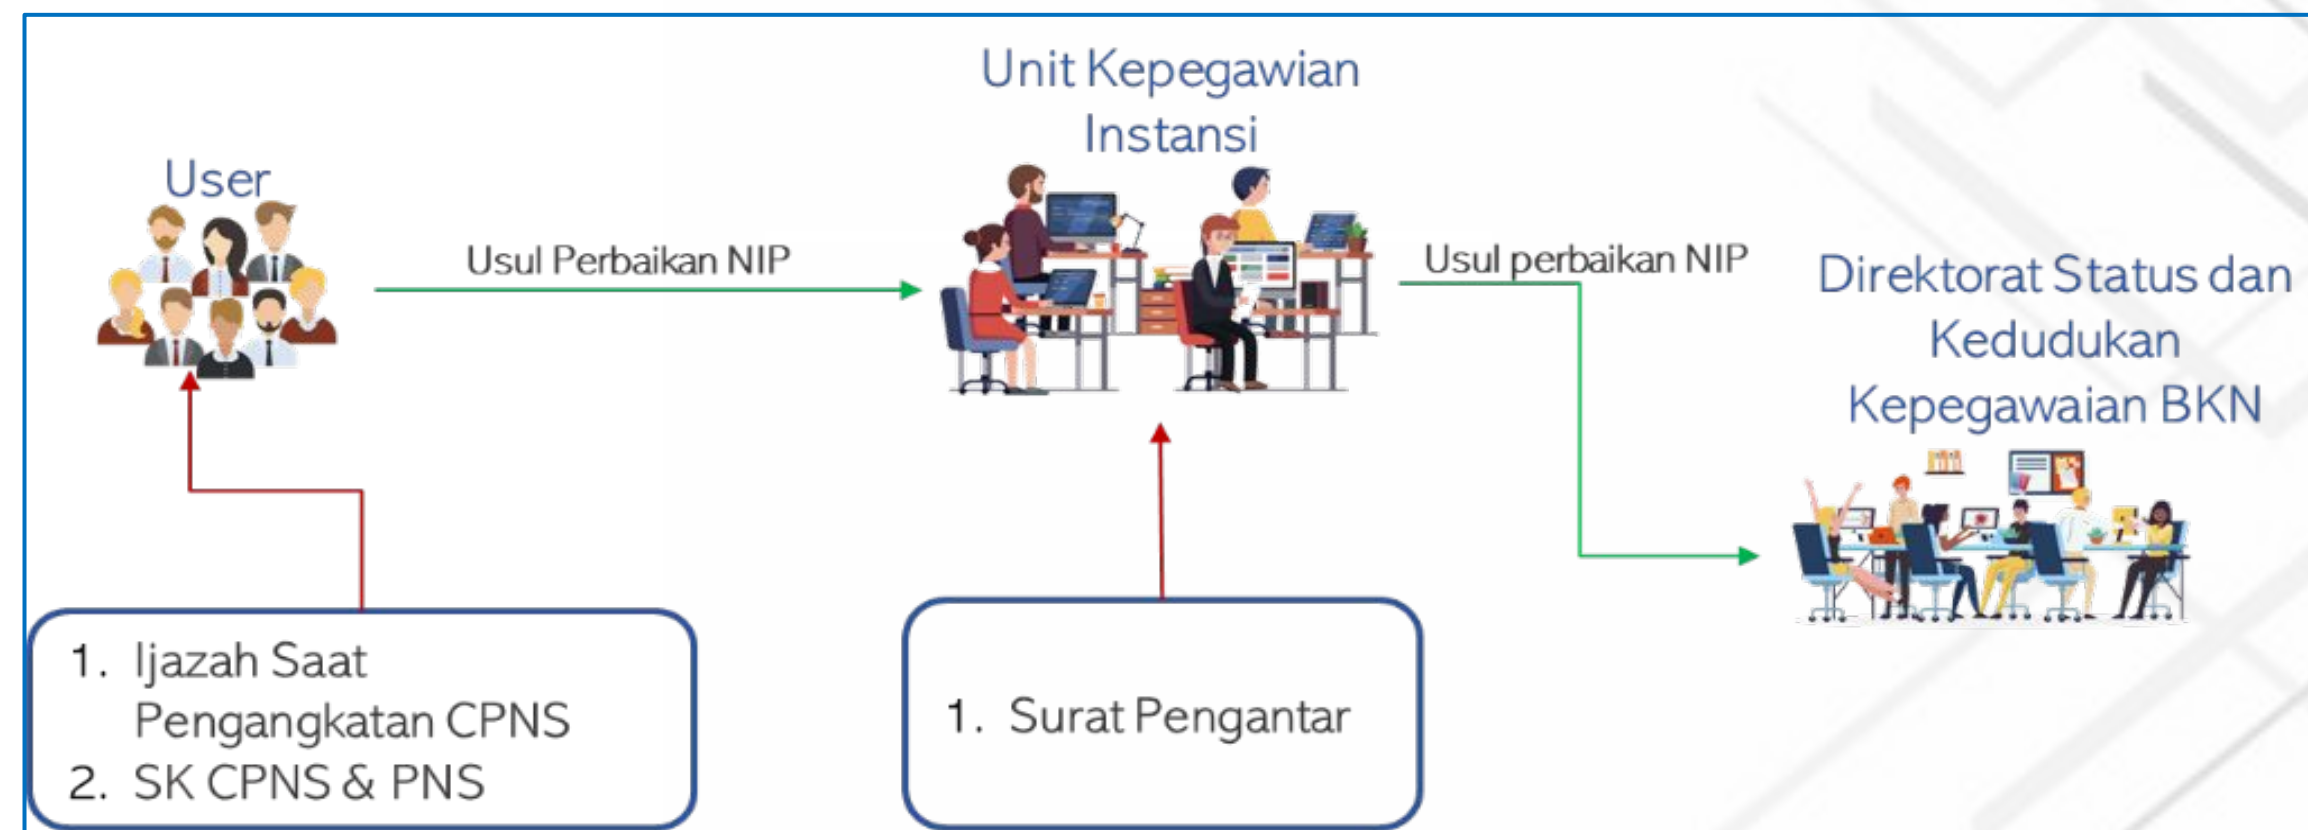 User
Usul Perbaikan NIP
Unit Kepegawian
Instansi
Usul perbaikan NIP
Direktorat Status dan
Kedudukan
Kepegawaian BKN
1. Ijazah Saat
Pengangkatan CPNS
2. SK CPNS & PNS
1. Surat Pengantar